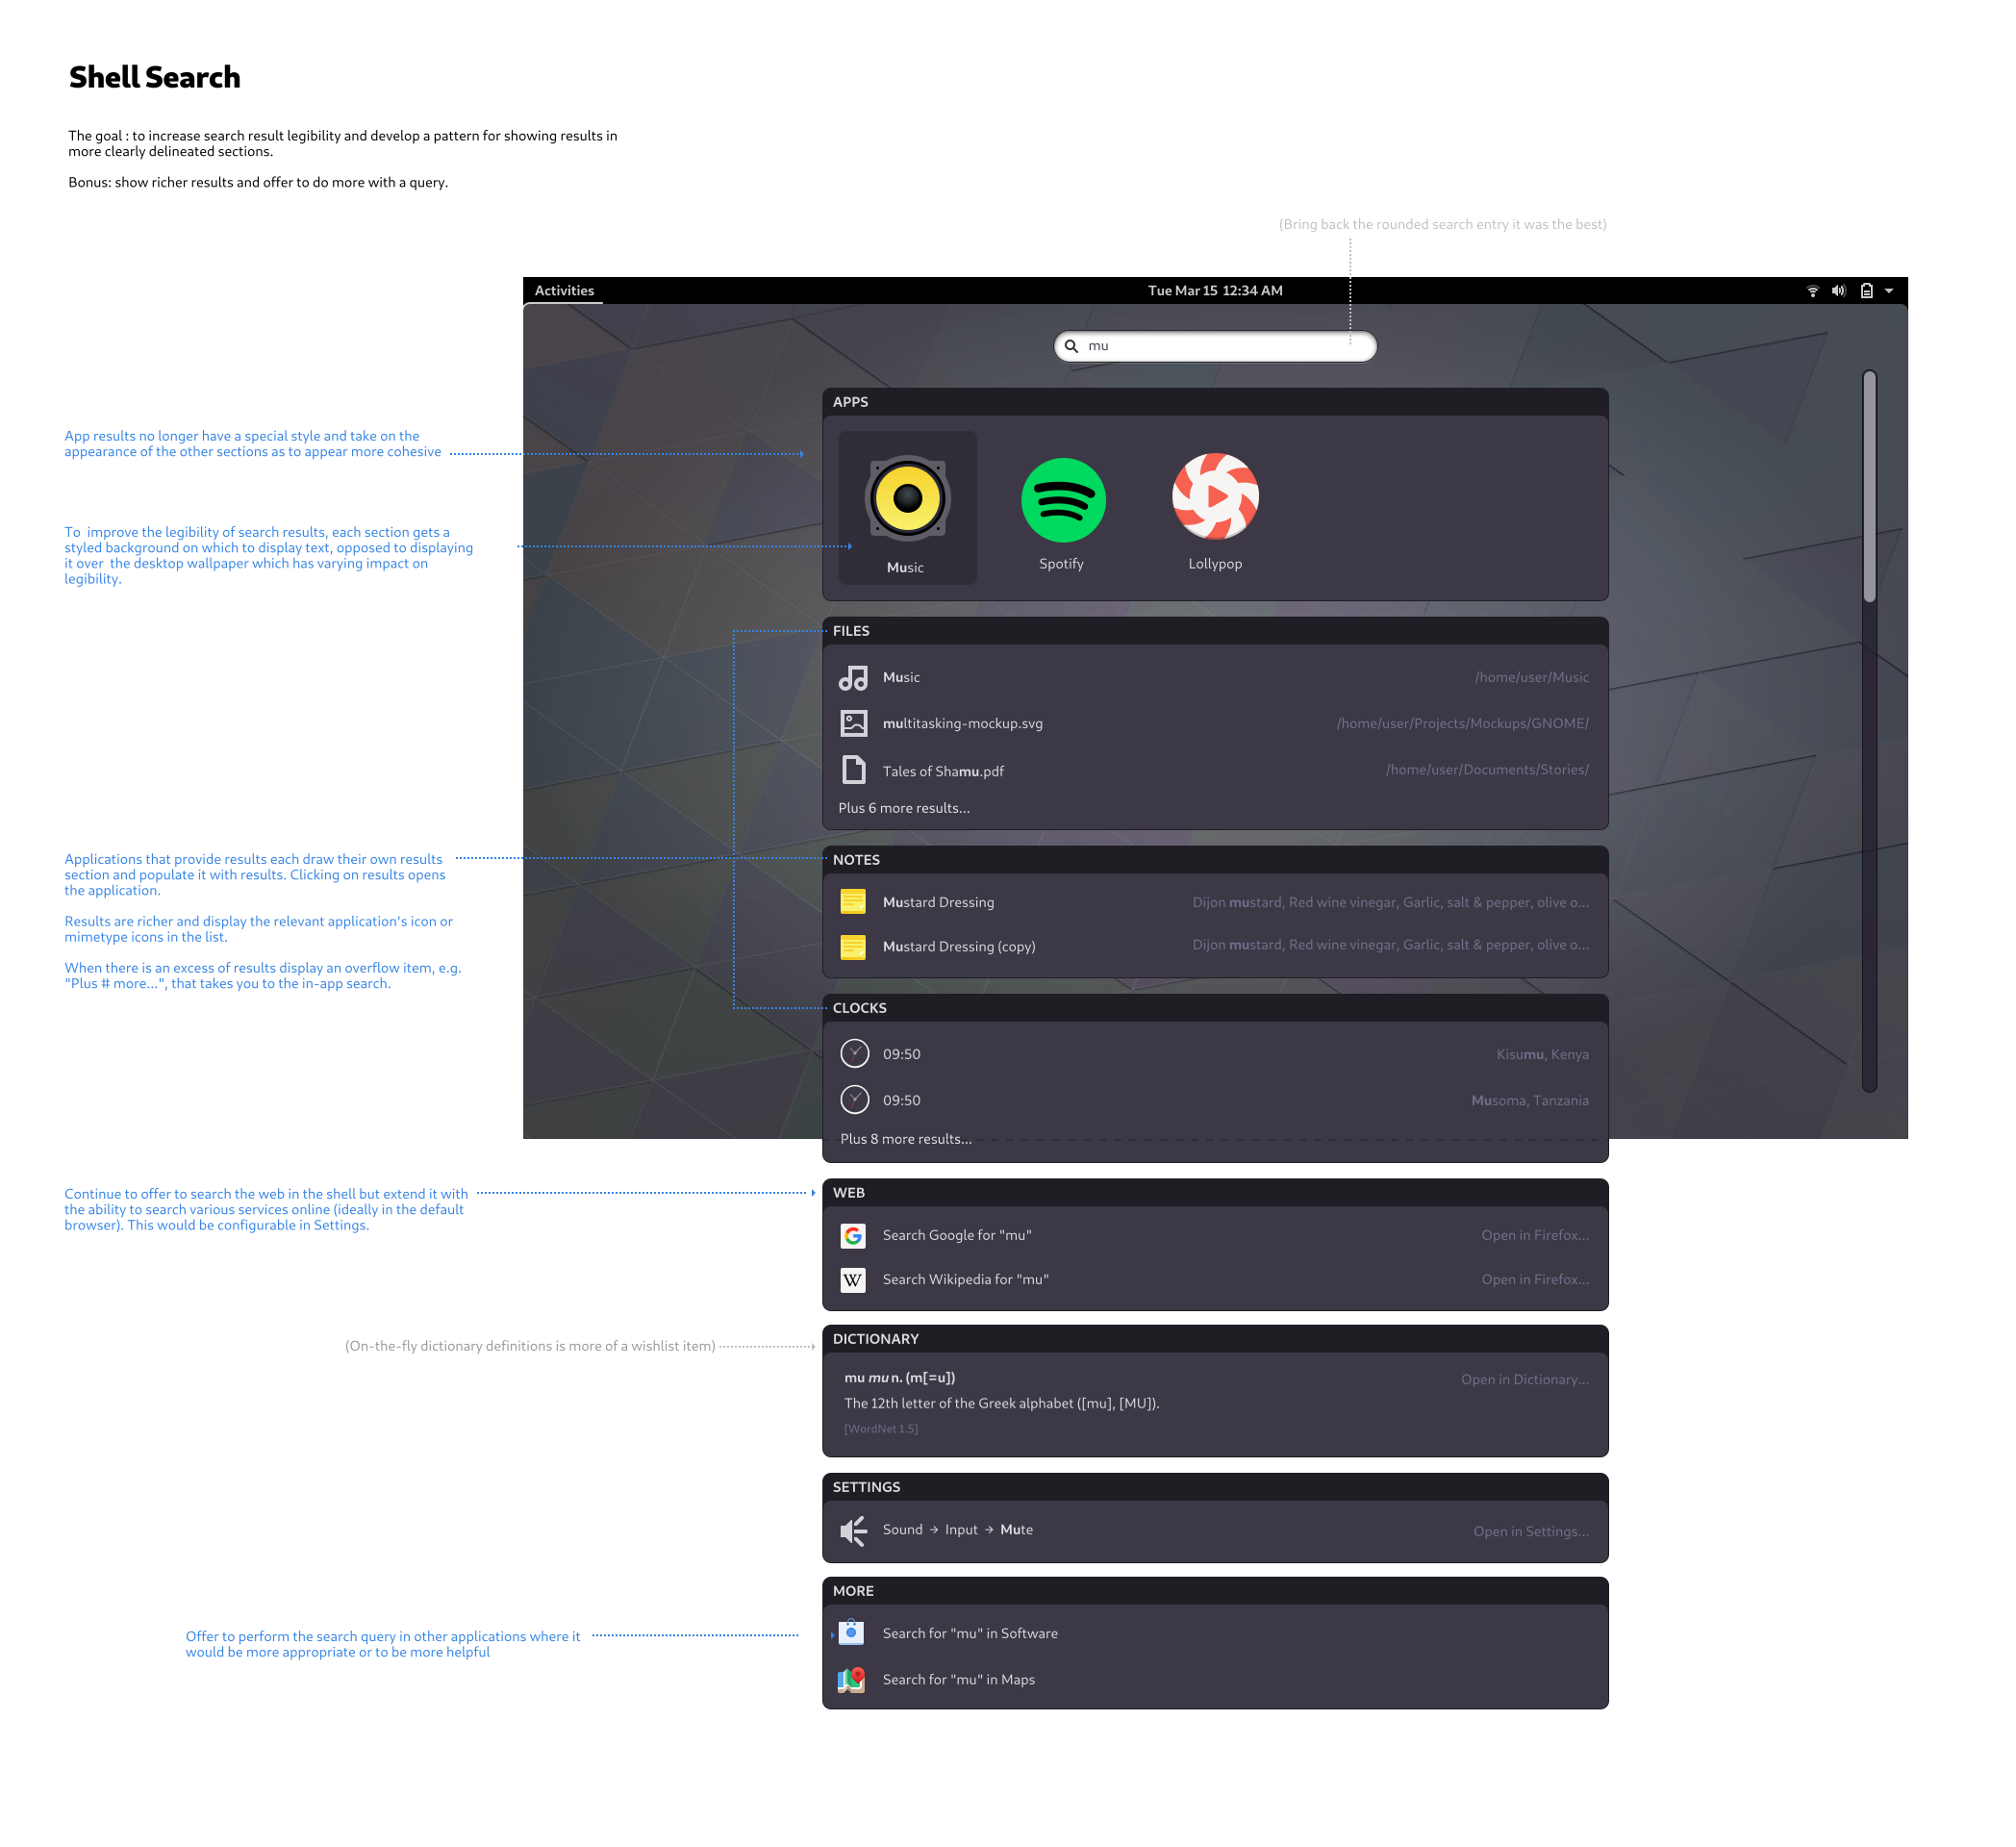 Shell Search
The goal : to increase search result legibility and develop a pattern for showing results in
more clearly delineated sections.
Bonus: show richer results and offer to do more with a query.
(Bring back the rounded search entry it was the best)
Activities
Tue Mar 15 12:34 AM
mu
APPS
App results no longer have a special style and take on the
appearance of the other sections as to appear more cohesive
To improve the legibility of search results, each section gets a
styled background on which to display text, opposed to displaying
it over the desktop wallpaper which has varying impact on
legibility.
Music
Spotify
Lollypop
FILES
Music
/home/user/Music
multitasking-mockup.svg
/home/user/Projects/Mockups/GNOME/
Tales of Shamu.pdf
/home/user/Documents/Stories/
Plus 6 more results...
Applications that provide results each draw their own results
section and populate it with results. Clicking on results opens
the application.
Results are richer and display the relevant application's icon or
mimetype icons in the list.
When there is an excess of results display an overflow item, e.g.
"Plus # more...", that takes you to the in-app search.
NOTES
Mustard Dressing
Dijon mustard, Red wine vinegar, Garlic, salt & pepper, olive o...
Mustard Dressing (copy)
Dijon mustard, Red wine vinegar, Garlic, salt & pepper, olive o...
CLOCKS
09:50
Kisumu, Kenya
09:50
Musoma, Tanzania
Plus 8 more results...
Continue to offer to search the web in the shell but extend it with
the ability to search various services online (ideally in the default
browser). This would be configurable in Settings.
WEB
G
Search Google for "mu"
Open in Firefox...
W
Search Wikipedia for "mu"
Open in Firefox...
(On-the-fly dictionary definitions is more of a wishlist item)
DICTIONARY
mu mu n. (m[=u])
Open in Dictionary...
The 12th letter of the Greek alphabet ([mu], [MU]).
[WordNet 1.5]
SETTINGS
Sound → Input → Mute
Open in Settings...
MORE
Offer to perform the search query in other applications where it
would be more appropriate or to be more helpful
Search for "mu" in Software
Search for "mu" in Maps